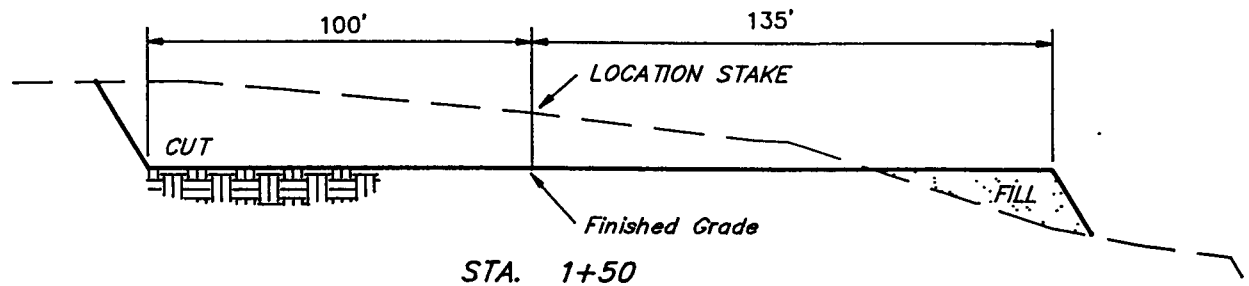 100' 135'
LOCATION STAKE
CUT
FILL
Finished Grade
STA. 1+50